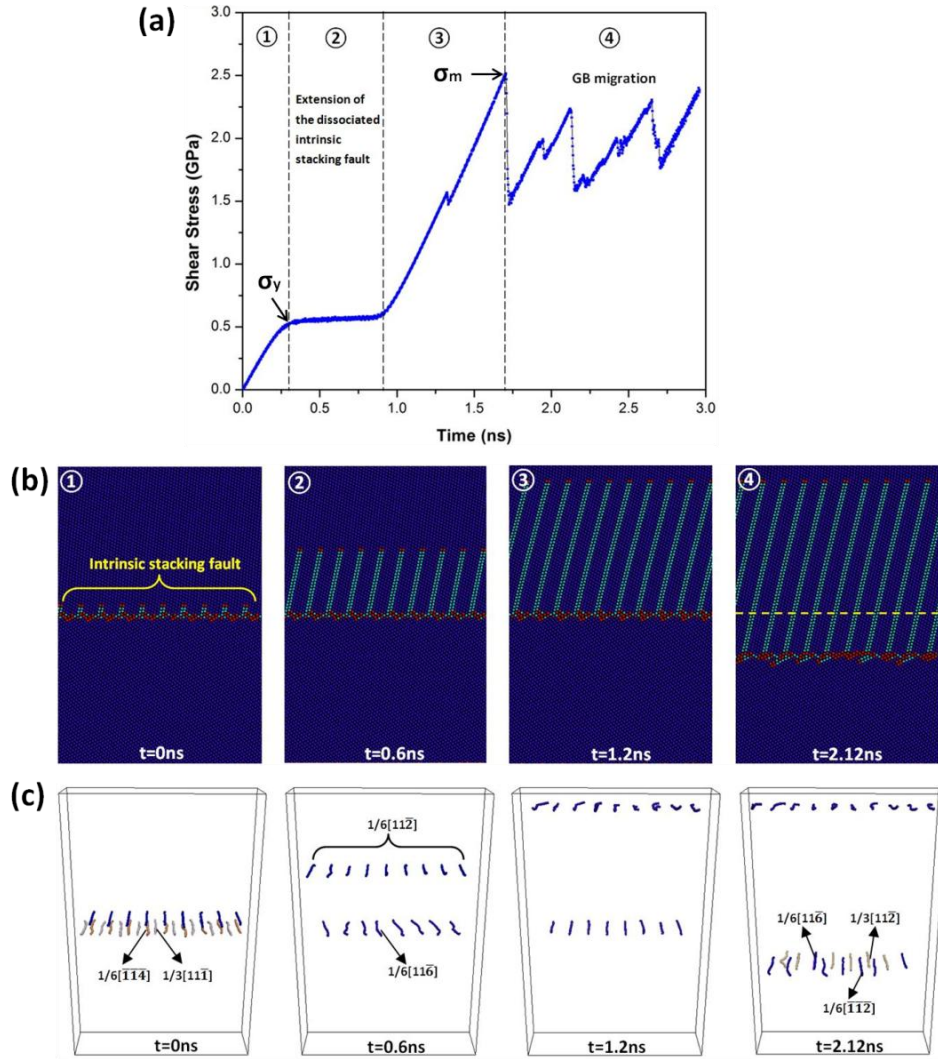 (a)
① ② ③ ④
3.0
2.5
2.0
1.5
1.0
0.5
0.0
Shear Stress (GPa)
σy
Extension of
the dissociated
intrinsic
stacking fault
σm
GB migration
0.0 0.5 1.0 1.5 2.0 2.5 3.0
Time (ns)
(b)
① ② ③ ④
Intrinsic stacking fault
t=0ns t=0.6ns t=1.2ns t=2.12ns
(c)
1/6[1̅1̅4̅] 1/3[111̅]
t=0ns
1/6[112̅]
1/6[116̅]
t=0.6ns
t=1.2ns
1/6[116̅] 1/3[112̅]
1/6[1̅1̅2̅]
t=2.12ns